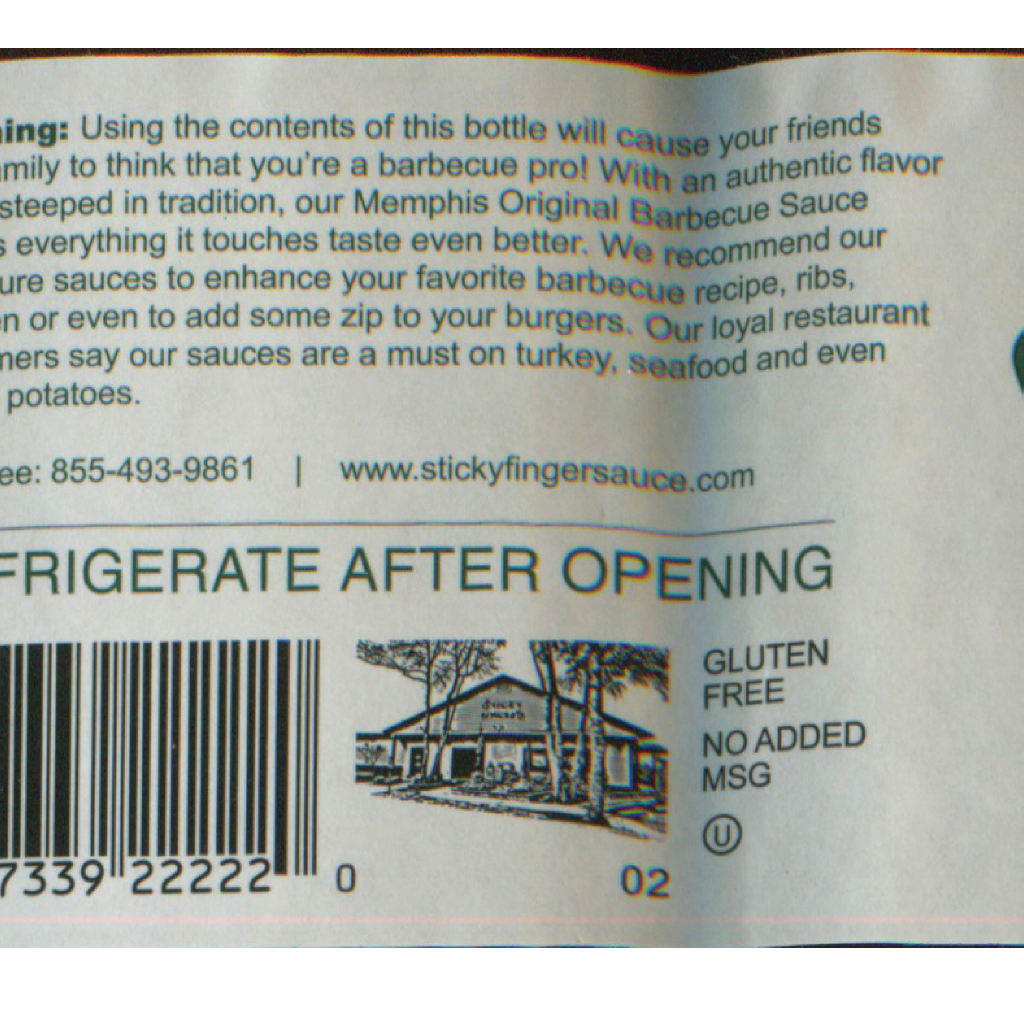 ing: Using the contents of this bottle will cause your friends
mily to think that you're a barbecue pro! With an authentic flavor
steeped in tradition, our Memphis Original Barbecue Sauce
s everything it touches taste even better. We recommend our
ure sauces to enhance your favorite barbecue recipe, ribs,
n or even to add some zip to your burgers. Our loyal restaurant
mers say our sauces are a must on turkey, seafood and even
potatoes.
ee: 855-493-9861 | www.stickyfingersauce.com
FRIGERATE AFTER OPENING
GLUTEN
FREE
NO ADDED
MSG
U
7339 22222 0 02